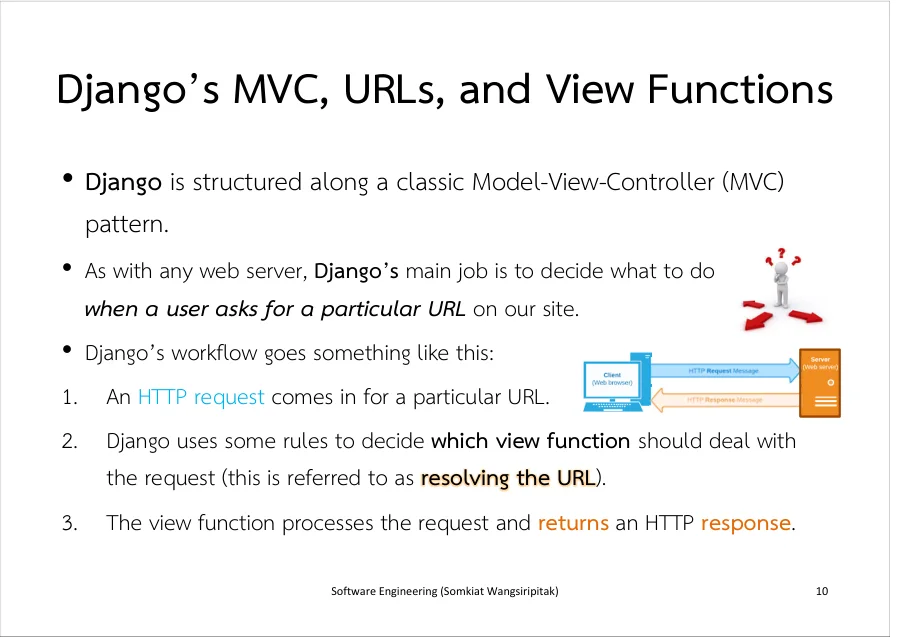 Django’s MVC, URLs, and View Functions
• Django is structured along a classic Model-View-Controller (MVC)
pattern.
• As with any web server, Django’s main job is to decide what to do
when a user asks for a particular URL on our site.
? ? ?
• Django’s workflow goes something like this:
Client
(Web browser)
HTTP Request Message
HTTP Response Message
Server
(Web server)
1. An HTTP request comes in for a particular URL.
2. Django uses some rules to decide which view function should deal with
the request (this is referred to as resolving the URL).
3. The view function processes the request and returns an HTTP response.
Software Engineering (Somkiat Wangsiripitak)
10